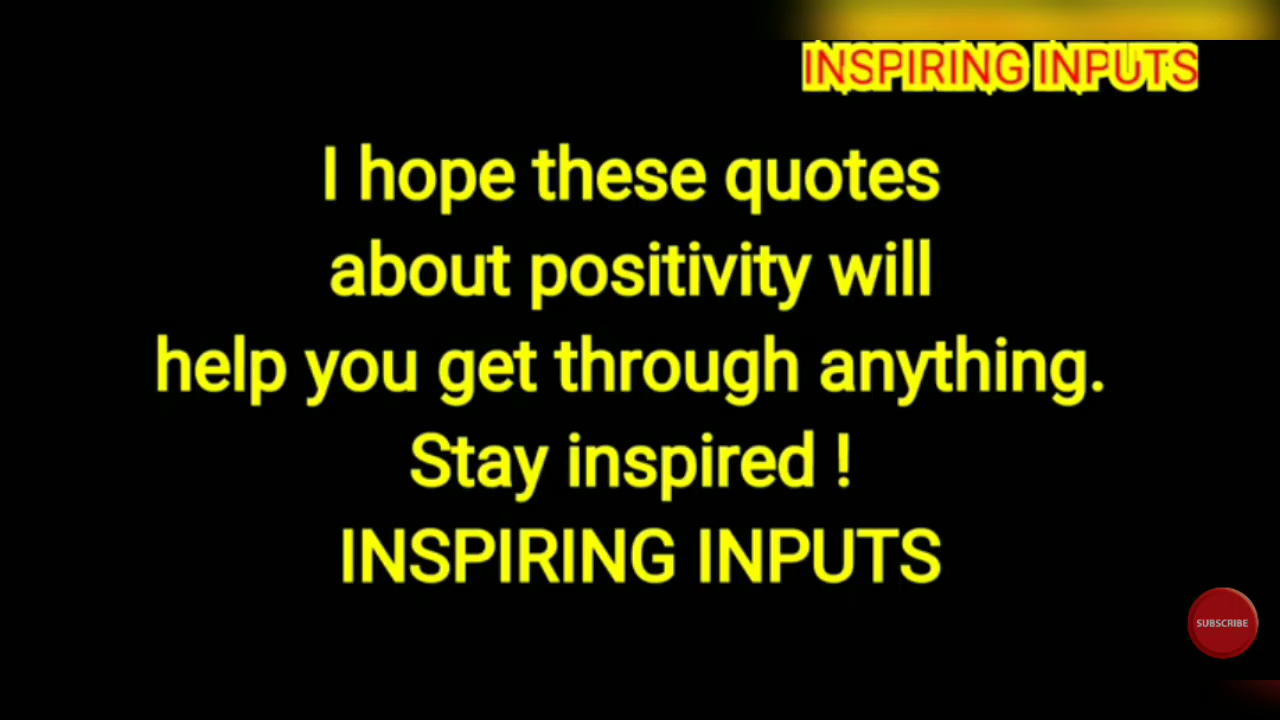 INSPIRING INPUTS
I hope these quotes
about positivity will
help you get through anything.
Stay inspired !
INSPIRING INPUTS
SUBSCRIBE